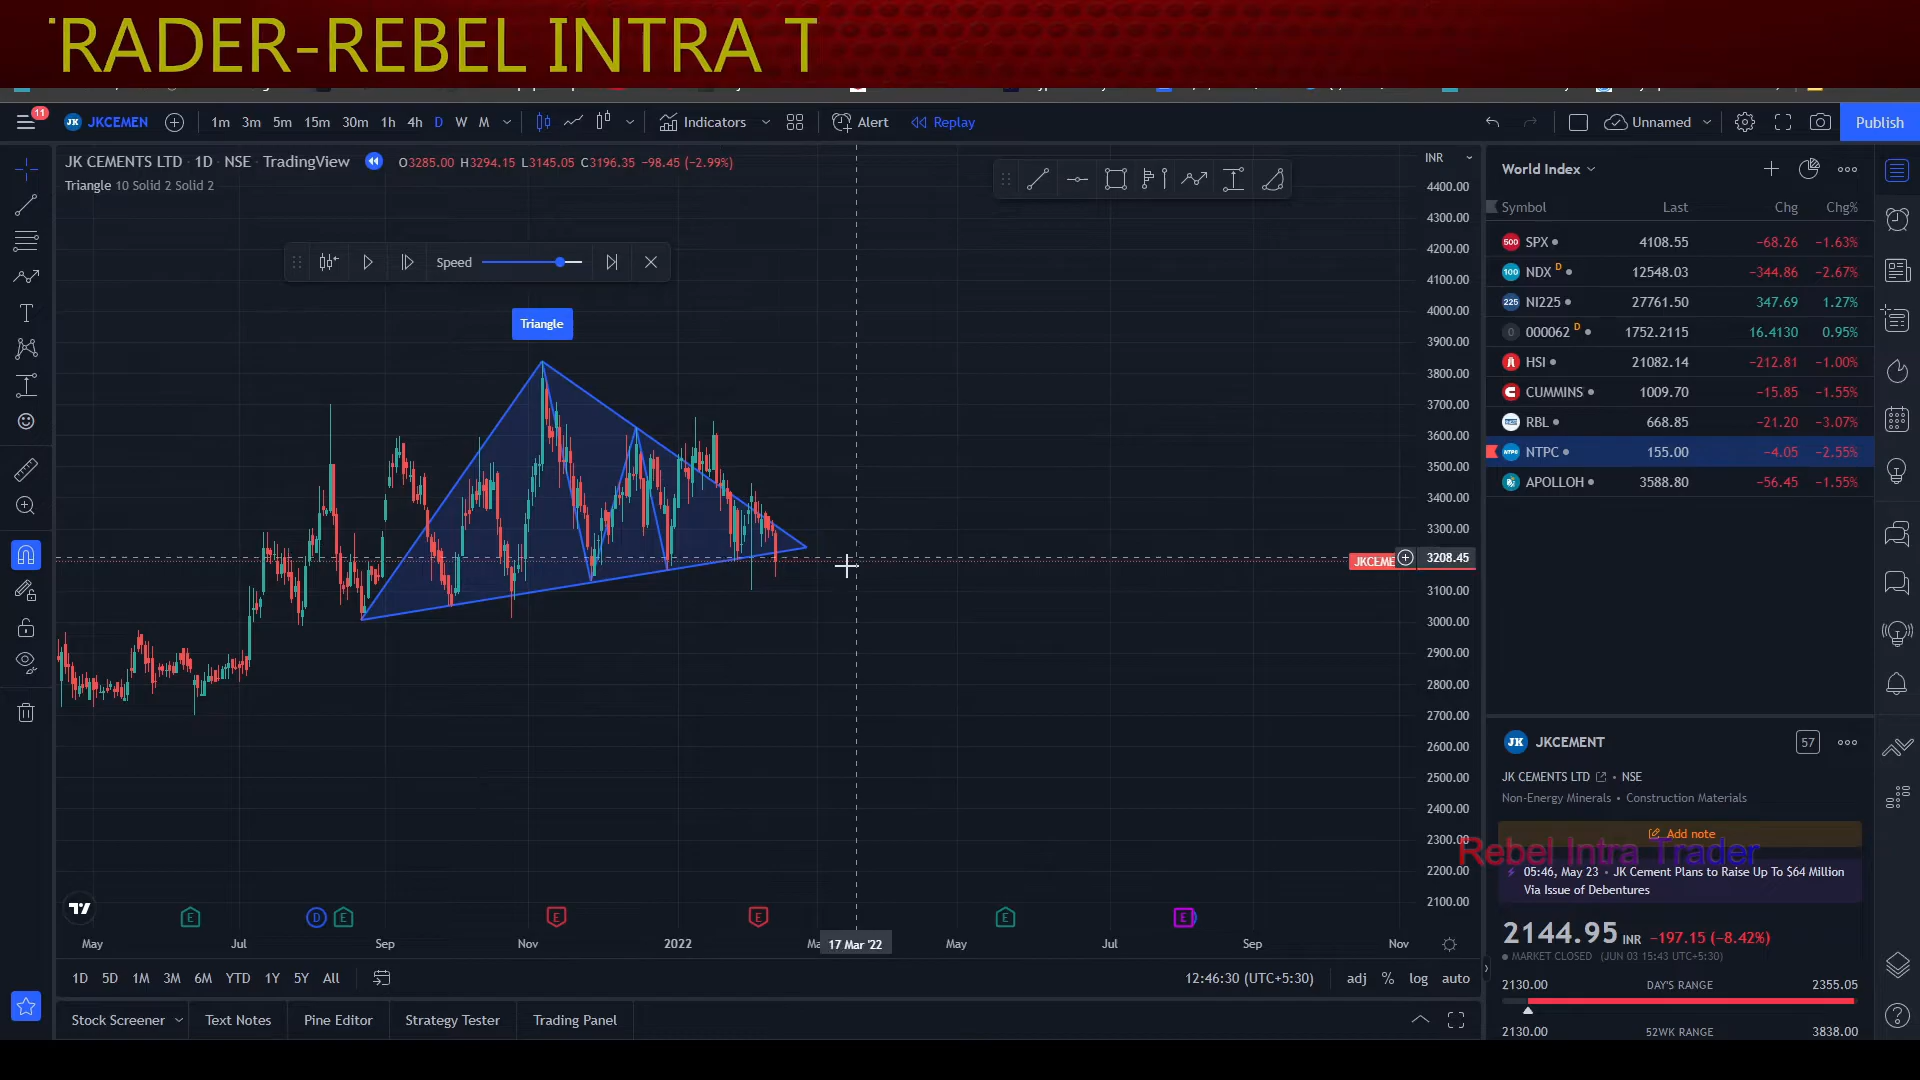 RADER-REBEL INTRA T
11
JK JKCEMEN 1m 3m 5m 15m 30m 1h 4h D W M Indicators Alert Replay Unnamed Publish
JK CEMENTS LTD · 1D · NSE · TradingView O3285.00 H3294.15 L3145.05 C3196.35 −98.45 (−2.99%)
Triangle 10 Solid 2 Solid 2
Speed
Triangle
INR
4400.00
4300.00
4200.00
4100.00
4000.00
3900.00
3800.00
3700.00
3600.00
3500.00
3400.00
3300.00
JKCEME 3208.45
3100.00
3000.00
2900.00
2800.00
2700.00
2600.00
2500.00
2400.00
2300.00
2200.00
2100.00
E D E E E E E
May Jul Sep Nov 2022 Ma 17 Mar '22 May Jul Sep Nov
1D 5D 1M 3M 6M YTD 1Y 5Y All 12:46:30 (UTC+5:30) adj % log auto
Stock Screener Text Notes Pine Editor Strategy Tester Trading Panel
World Index
Symbol Last Chg Chg%
500 SPX 4108.55 −68.26 −1.63%
100 NDX D 12548.03 −344.86 −2.67%
225 NI225 27761.50 347.69 1.27%
0 000062 D 1752.2115 16.4130 0.95%
HSI 21082.14 −212.81 −1.00%
CUMMINS 1009.70 −15.85 −1.55%
RBL 668.85 −21.20 −3.07%
NTPC 155.00 −4.05 −2.55%
APOLLOH 3588.80 −56.45 −1.55%
JK JKCEMENT 57
JK CEMENTS LTD • NSE
Non-Energy Minerals • Construction Materials
Add note
Rebel Intra Trader
05:46, May 23 • JK Cement Plans to Raise Up To $64 Million
Via Issue of Debentures
2144.95 INR −197.15 (−8.42%)
MARKET CLOSED (JUN 03 15:43 UTC+5:30)
2130.00 DAY'S RANGE 2355.05
2130.00 52WK RANGE 3838.00